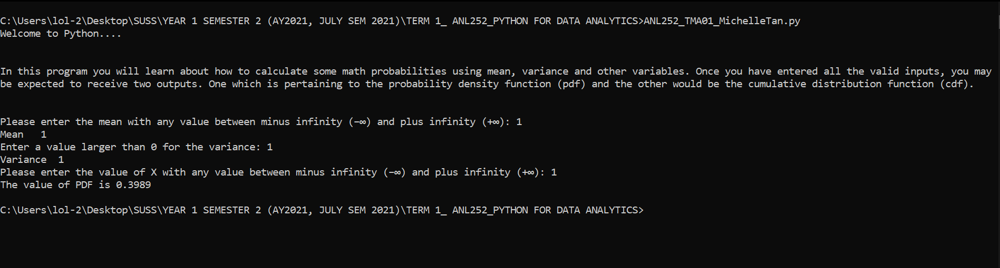 C:\Users\lol-2\Desktop\SUSS\YEAR 1 SEMESTER 2 (AY2021, JULY SEM 2021)\TERM 1_ ANL252_PYTHON FOR DATA ANALYTICS>ANL252_TMA01_MichelleTan.py
Welcome to Python....
In this program you will learn about how to calculate some math probabilities using mean, variance and other variables. Once you have entered all the valid inputs, you may
be expected to receive two outputs. One which is pertaining to the probability density function (pdf) and the other would be the cumulative distribution function (cdf).
Please enter the mean with any value between minus infinity (-∞) and plus infinity (+∞): 1
Mean   1
Enter a value larger than 0 for the variance: 1
Variance  1
Please enter the value of X with any value between minus infinity (-∞) and plus infinity (+∞): 1
The value of PDF is 0.3989
C:\Users\lol-2\Desktop\SUSS\YEAR 1 SEMESTER 2 (AY2021, JULY SEM 2021)\TERM 1_ ANL252_PYTHON FOR DATA ANALYTICS>